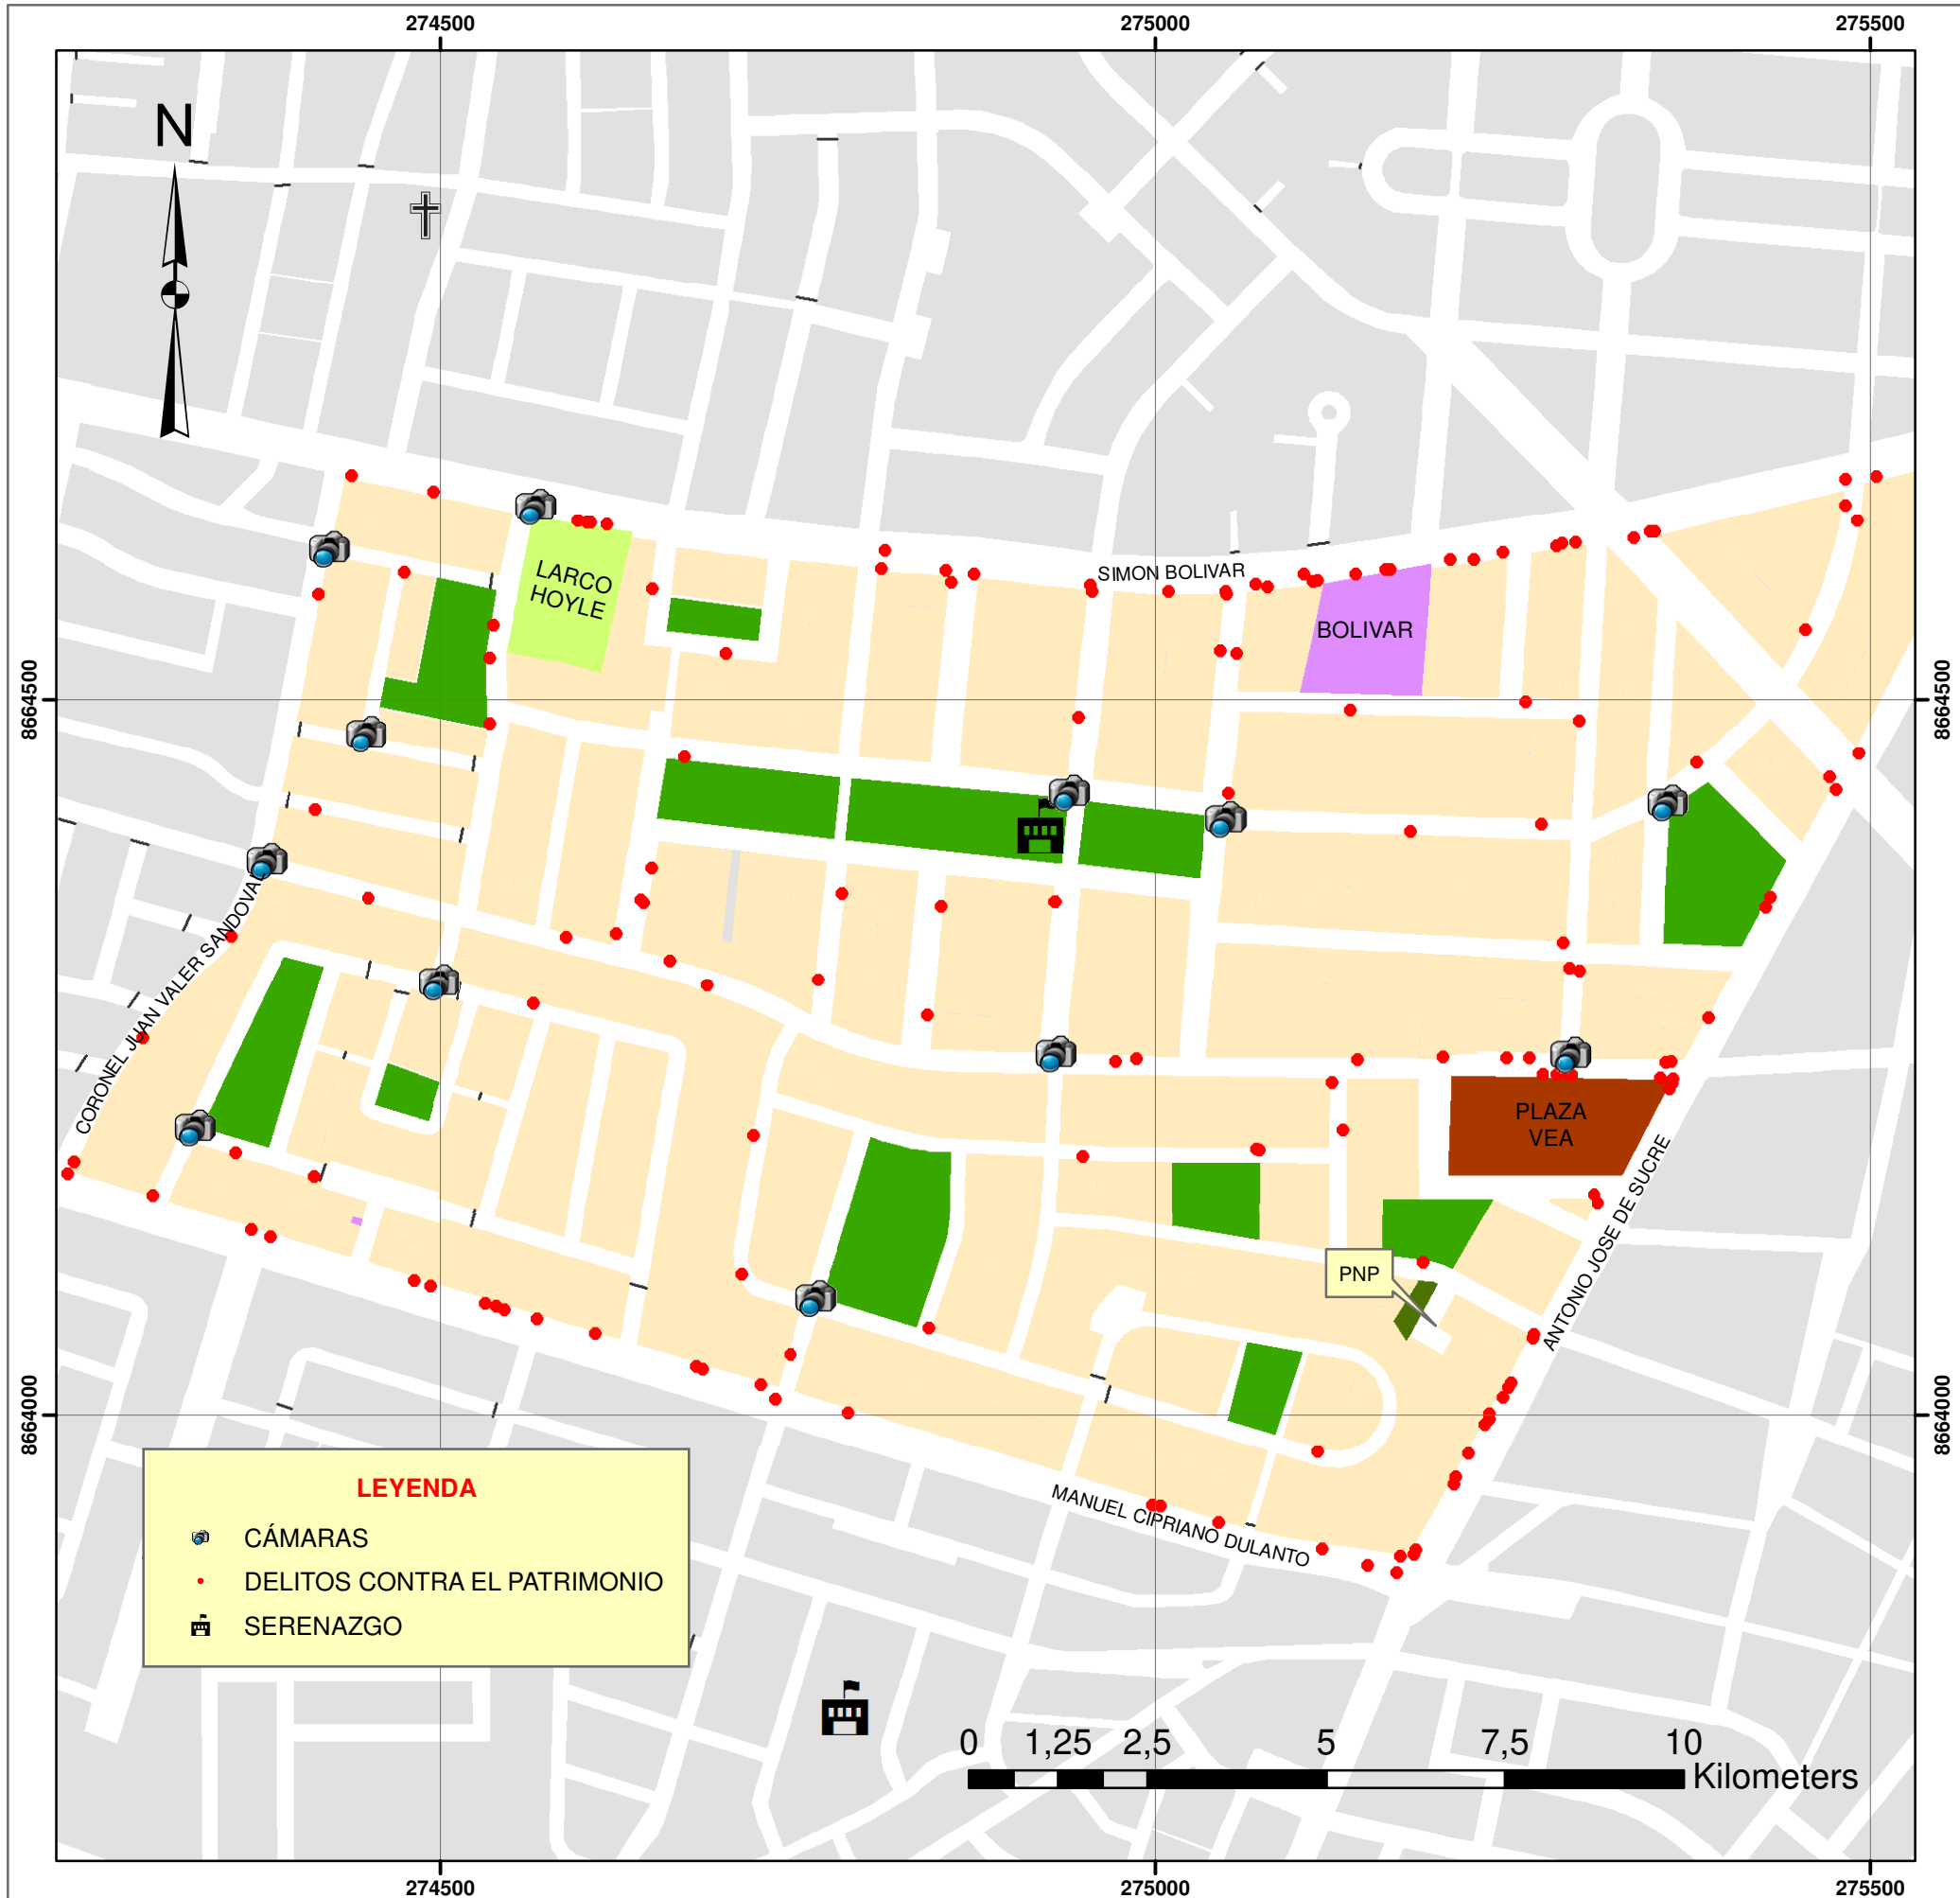 274500
275000
275500
N
SIMON BOLIVAR
LARCO
HOYLE
BOLIVAR
8664500
8664500
CORONEL JUAN VALER SANDOVAL
PLAZA
VEA
ANTONIO JOSE DE SUCRE
PNP
8664000
8664000
MANUEL CIPRIANO DULANTO
LEYENDA
CÁMARAS
DELITOS CONTRA EL PATRIMONIO
SERENAZGO
0 1,25 2,5 5 7,5 10
Kilometers
274500
275000
275500